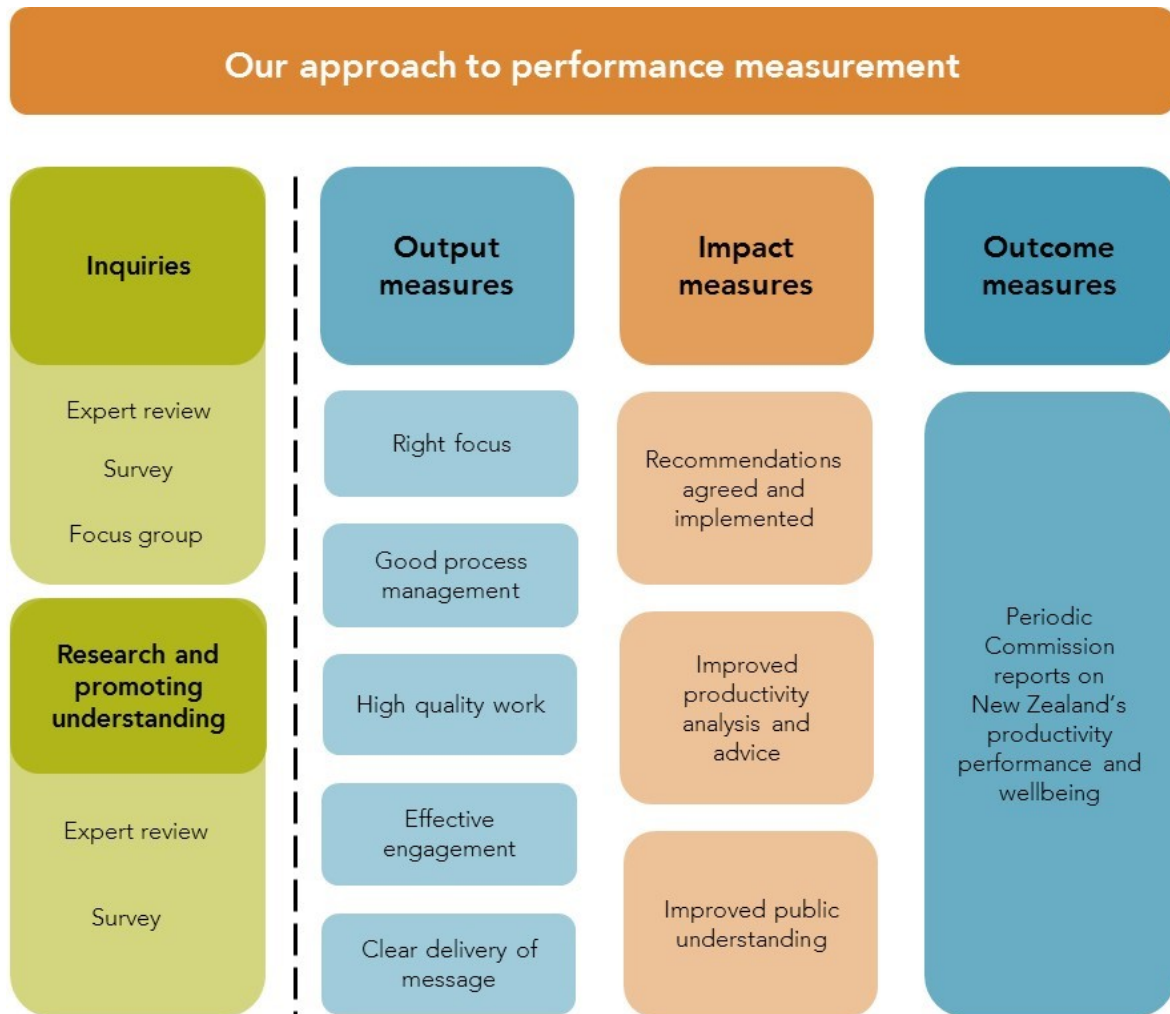 Our approach to performance measurement
Inquiries
Expert review
Survey
Focus group
Research and
promoting
understanding
Expert review
Survey
Output
measures
Right focus
Good process
management
High quality work
Effective
engagement
Clear delivery of
message
Impact
measures
Recommendations
agreed and
implemented
Improved
productivity
analysis and
advice
Improved public
understanding
Outcome
measures
Periodic
Commission
reports on
New Zealand's
productivity
performance and
wellbeing